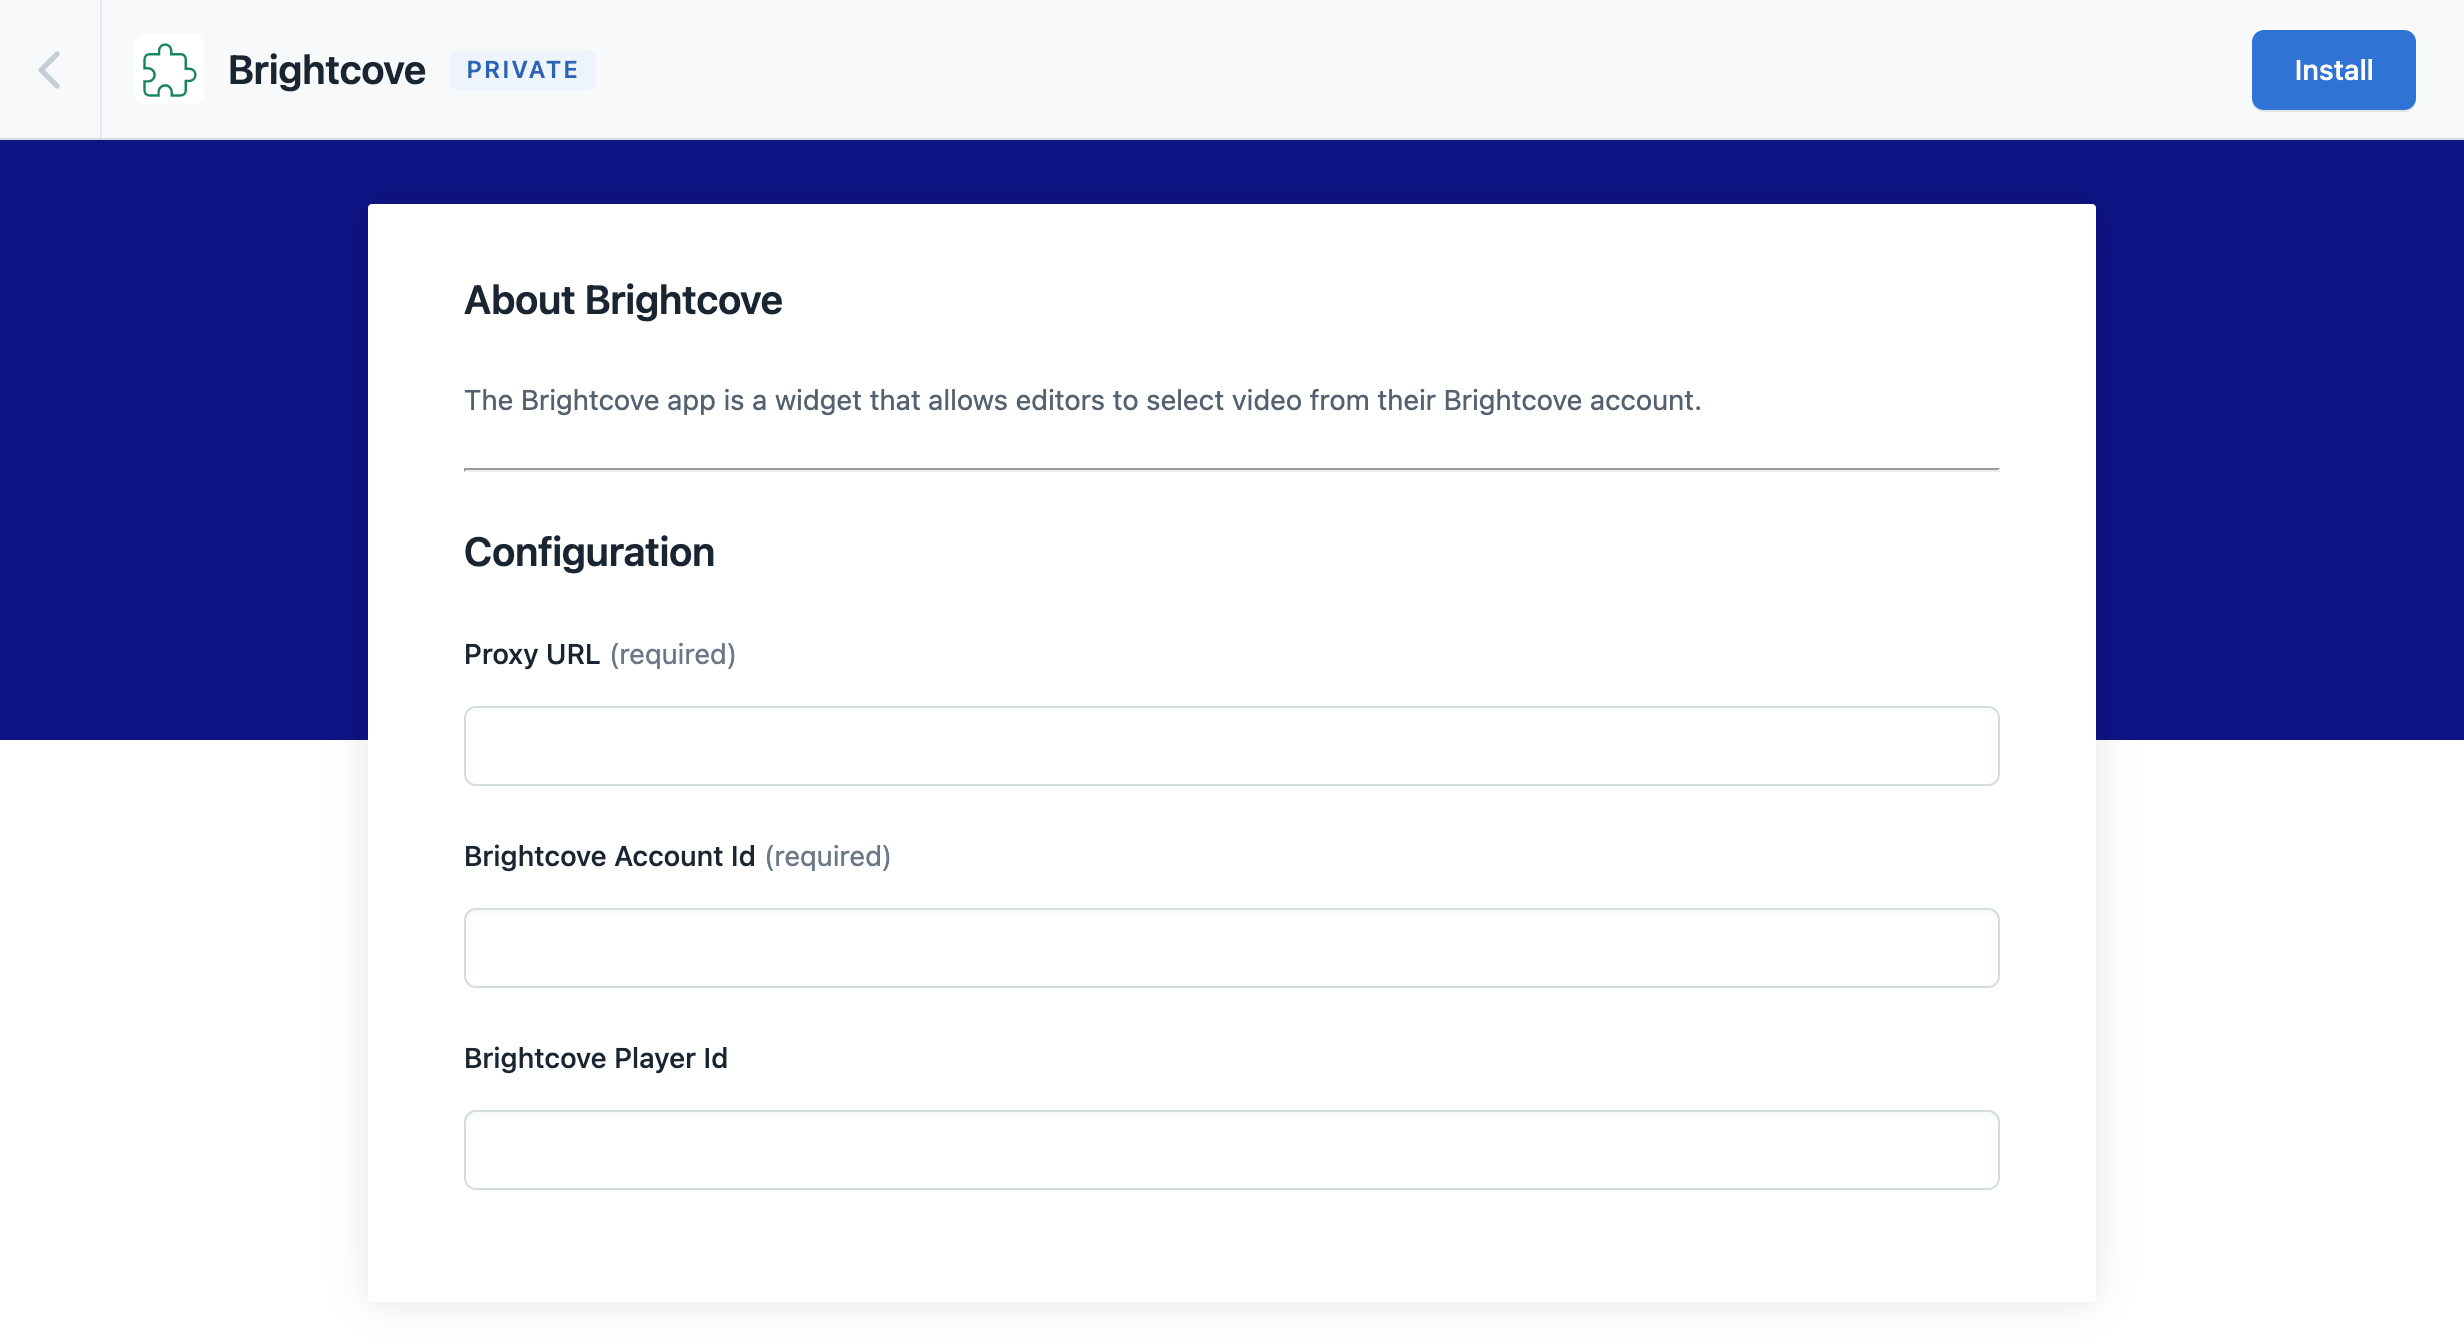 Brightcove PRIVATE
Install
About Brightcove
The Brightcove app is a widget that allows editors to select video from their Brightcove account.
Configuration
Proxy URL (required)
Brightcove Account Id (required)
Brightcove Player Id